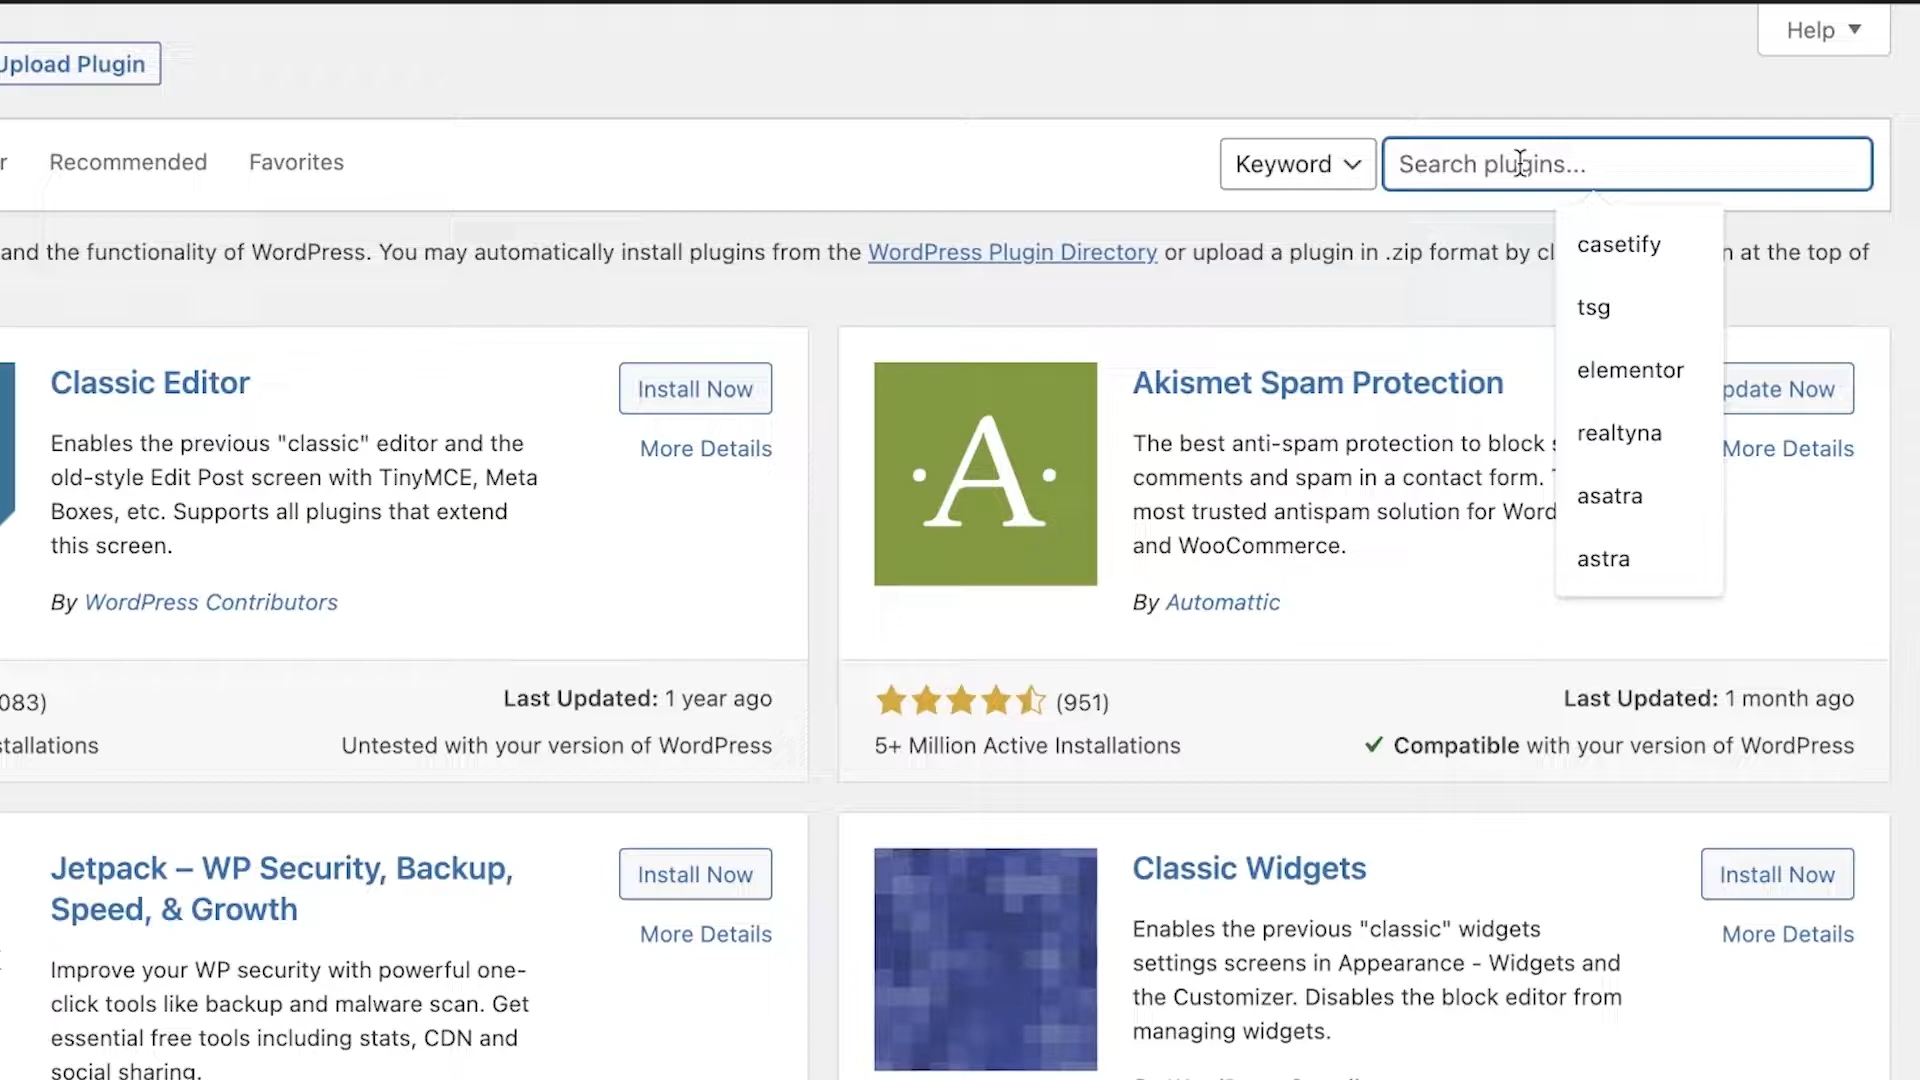 Help
Upload Plugin
r Recommended Favorites Keyword Search plugins...
and the functionality of WordPress. You may automatically install plugins from the WordPress Plugin Directory or upload a plugin in .zip format by cl n at the top of
casetify
tsg
elementor
realtyna
asatra
astra
Classic Editor
Install Now
More Details
Enables the previous "classic" editor and the
old-style Edit Post screen with TinyMCE, Meta
Boxes, etc. Supports all plugins that extend
this screen.
By WordPress Contributors
083)
Last Updated: 1 year ago
stallations
Untested with your version of WordPress
A
Akismet Spam Protection
pdate Now
More Details
The best anti-spam protection to block s
comments and spam in a contact form. T
most trusted antispam solution for Word
and WooCommerce.
By Automattic
(951)
Last Updated: 1 month ago
5+ Million Active Installations
Compatible with your version of WordPress
Jetpack – WP Security, Backup,
Speed, & Growth
Install Now
More Details
Improve your WP security with powerful one-
click tools like backup and malware scan. Get
essential free tools including stats, CDN and
social sharing.
Classic Widgets
Install Now
More Details
Enables the previous "classic" widgets
settings screens in Appearance - Widgets and
the Customizer. Disables the block editor from
managing widgets.